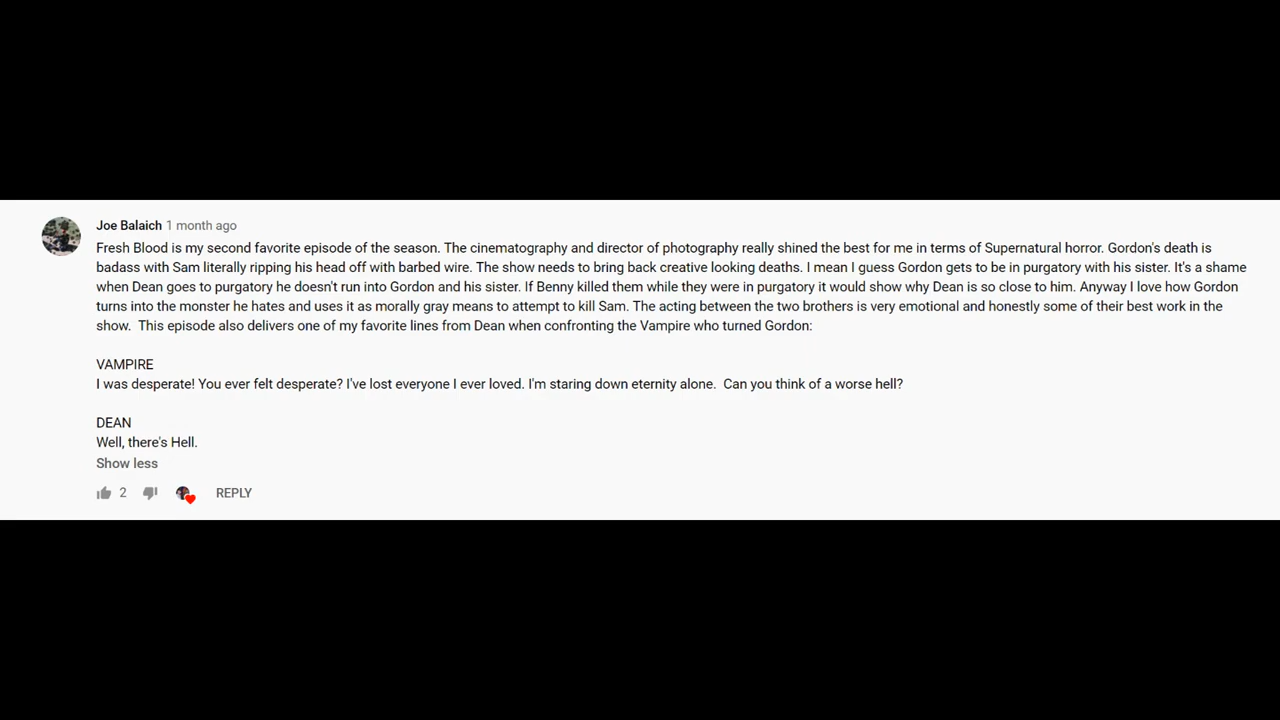 Joe Balaich 1 month ago
Fresh Blood is my second favorite episode of the season. The cinematography and director of photography really shined the best for me in terms of Supernatural horror. Gordon's death is
badass with Sam literally ripping his head off with barbed wire. The show needs to bring back creative looking deaths. I mean I guess Gordon gets to be in purgatory with his sister. It's a shame
when Dean goes to purgatory he doesn't run into Gordon and his sister. If Benny killed them while they were in purgatory it would show why Dean is so close to him. Anyway I love how Gordon
turns into the monster he hates and uses it as morally gray means to attempt to kill Sam. The acting between the two brothers is very emotional and honestly some of their best work in the
show.  This episode also delivers one of my favorite lines from Dean when confronting the Vampire who turned Gordon:
VAMPIRE
I was desperate! You ever felt desperate? I've lost everyone I ever loved. I'm staring down eternity alone.  Can you think of a worse hell?
DEAN
Well, there's Hell.
Show less
2 REPLY